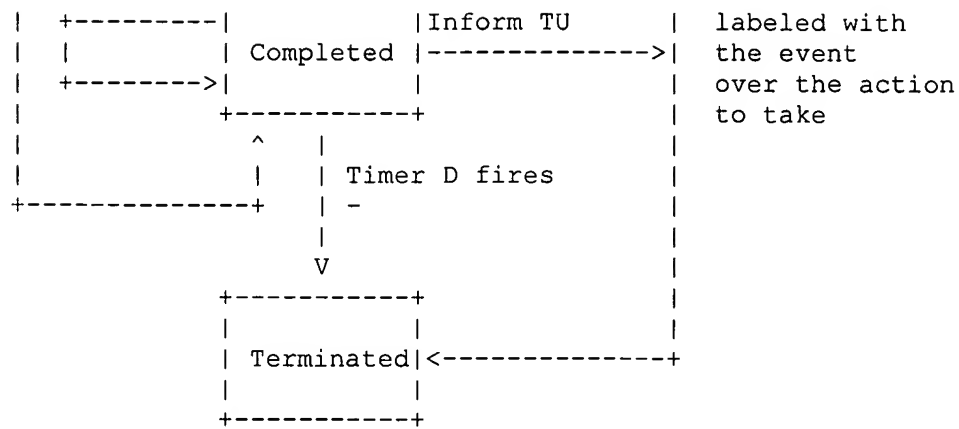 Inform TU labeled with
Completed the event
over the action
to take
Timer D fires
-
V
Terminated